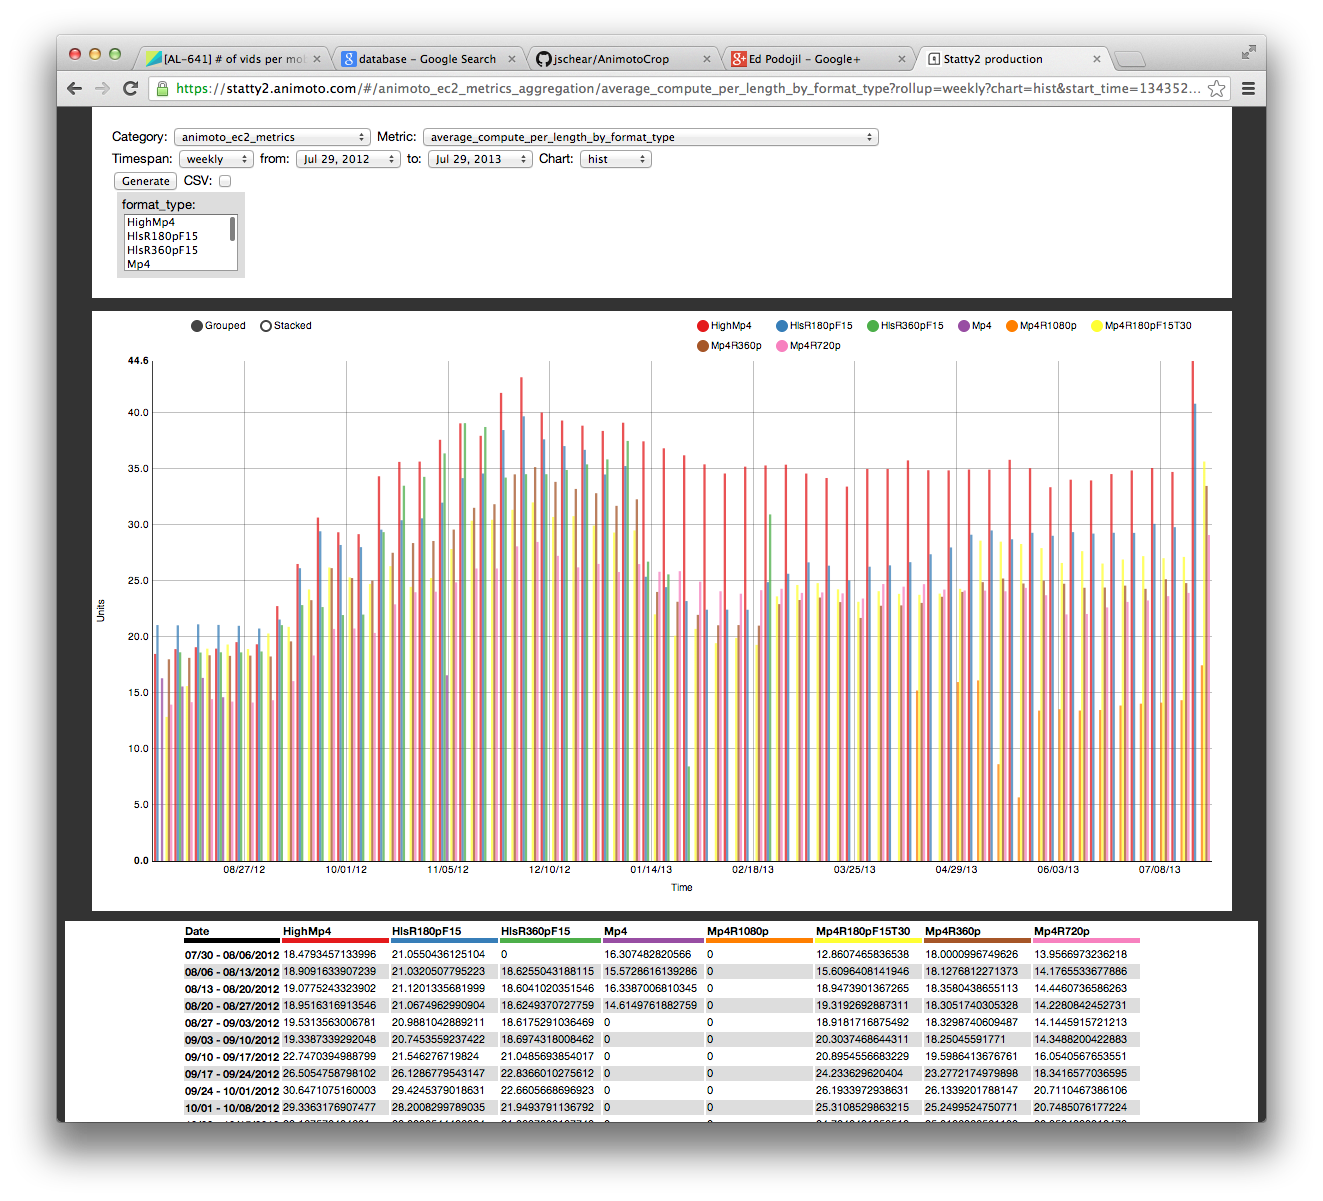 [AL-641] # of vids per mo
database – Google Search
jschear/AnimotoCrop
Ed Podojil – Google+
Statty2 production
https://statty2.animoto.com/#/animoto_ec2_metrics_aggregation/average_compute_per_length_by_format_type?rollup=weekly?chart=hist&start_time=134352...
Category: animoto_ec2_metrics Metric: average_compute_per_length_by_format_type
Timespan: weekly from: Jul 29, 2012 to: Jul 29, 2013 Chart: hist
Generate CSV:
format_type:
HighMp4
HlsR180pF15
HlsR360pF15
Mp4
Grouped Stacked
HighMp4 HlsR180pF15 HlsR360pF15 Mp4 Mp4R1080p Mp4R180pF15T30
Mp4R360p Mp4R720p
44.6
40.0
35.0
30.0
25.0
20.0
15.0
10.0
5.0
0.0
Units
08/27/12 10/01/12 11/05/12 12/10/12 01/14/13 02/18/13 03/25/13 04/29/13 06/03/13 07/08/13
Time
Date HighMp4 HlsR180pF15 HlsR360pF15 Mp4 Mp4R1080p Mp4R180pF15T30 Mp4R360p Mp4R720p
07/30 - 08/06/2012 18.4793457133996 21.0550436125104 0 16.307482820566 0 12.8607465836538 18.0000996749626 13.9566973236218
08/06 - 08/13/2012 18.9091633907239 21.0320507795223 18.6255043188115 15.5728616139286 0 15.6096408141946 18.1276812271373 14.1765533677886
08/13 - 08/20/2012 19.0775244323902 21.1201335681999 18.6041020351546 16.3387006810345 0 18.9473901367265 18.3580438655113 14.4460736586263
08/20 - 08/27/2012 18.9516316913546 21.0674962990904 18.6249370727759 14.6149761882759 0 19.3192692887311 18.3051740305328 14.2280842452731
08/27 - 09/03/2012 19.5313563006781 20.9881042889211 18.6175291036469 0 0 18.9181716875492 18.3298740609487 14.1445915721213
09/03 - 09/10/2012 19.3387339292048 20.7453559237422 18.6974318008462 0 0 20.3037468644311 18.25045591771 14.3488200422883
09/10 - 09/17/2012 22.7470394988799 21.546276719824 21.0485693854017 0 0 20.8954556683229 19.5986413676761 16.0540567653551
09/17 - 09/24/2012 26.5054758798102 26.1286779543147 22.8366010275612 0 0 24.233629620404 23.2772174979898 18.3416577036595
09/24 - 10/01/2012 30.6471075160003 29.4245379018631 22.6605668696923 0 0 26.1933972938631 26.1339201788147 20.7110467386106
10/01 - 10/08/2012 29.3363176907477 28.2008299789035 21.9493791136792 0 0 25.3108529863215 25.2499524750771 20.7485076177224